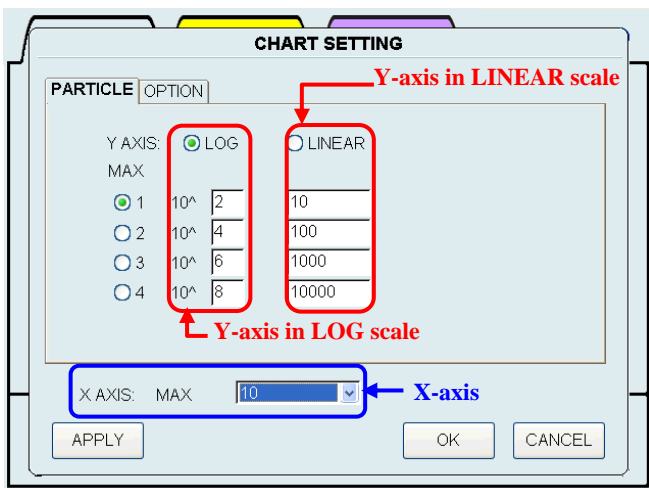 CHART SETTING
Y-axis in LINEAR scale
PARTICLE OPTION
Y AXIS: LOG LINEAR
MAX
1 10^ 2 10
2 10^ 4 100
3 10^ 6 1000
4 10^ 8 10000
Y-axis in LOG scale
X AXIS: MAX 10 X-axis
APPLY OK CANCEL